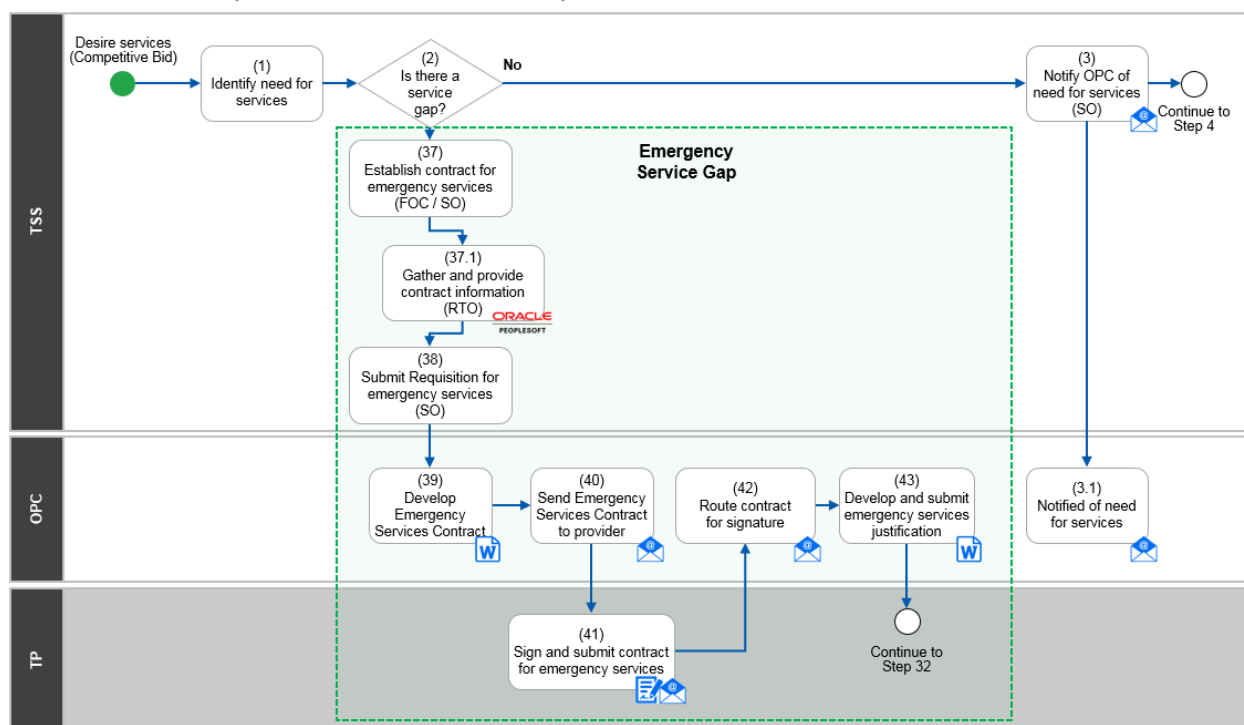 Desire services
(Competitive Bid)
(1)
Identify need for
services
(2)
Is there a
service
gap?
No
(3)
Notify OPC of
need for services
(SO)
@
Continue to
Step 4
TSS
Emergency
Service Gap
(37)
Establish contract for
emergency services
(FOC / SO)
(37.1)
Gather and provide
contract information
(RTO)
ORACLE
PEOPLESOFT
(38)
Submit Requisition for
emergency services
(SO)
OPC
(39)
Develop
Emergency
Services Contract
W
(40)
Send Emergency
Services Contract
to provider
@
(42)
Route contract
for signature
@
(43)
Develop and submit
emergency services
justification
W
(3.1)
Notified of need
for services
@
TP
(41)
Sign and submit contract
for emergency services
@
Continue to
Step 32